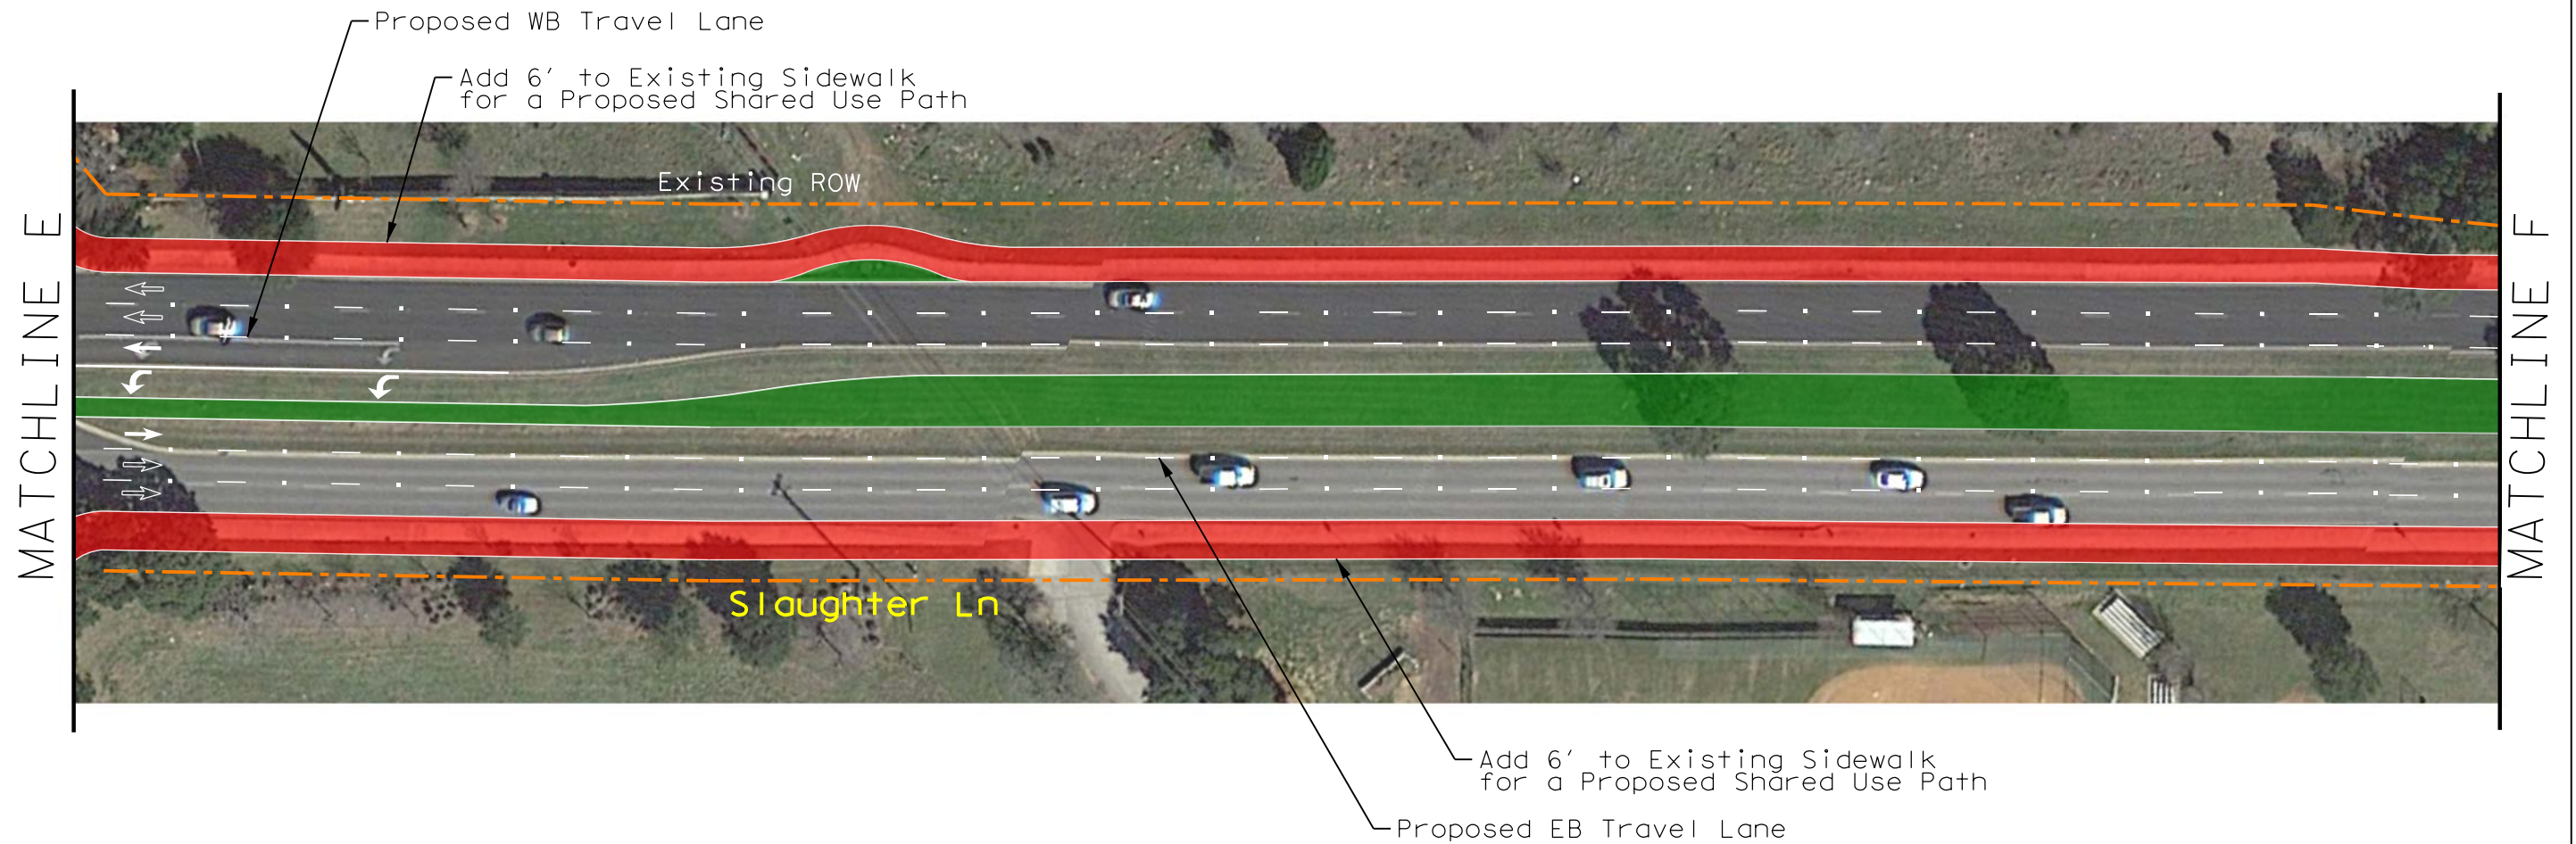 Proposed WB Travel Lane
Add 6' to Existing Sidewalk
for a Proposed Shared Use Path
Existing ROW
MATCHLINE E
MATCHLINE F
Slaughter Ln
Add 6' to Existing Sidewalk
for a Proposed Shared Use Path
Proposed EB Travel Lane